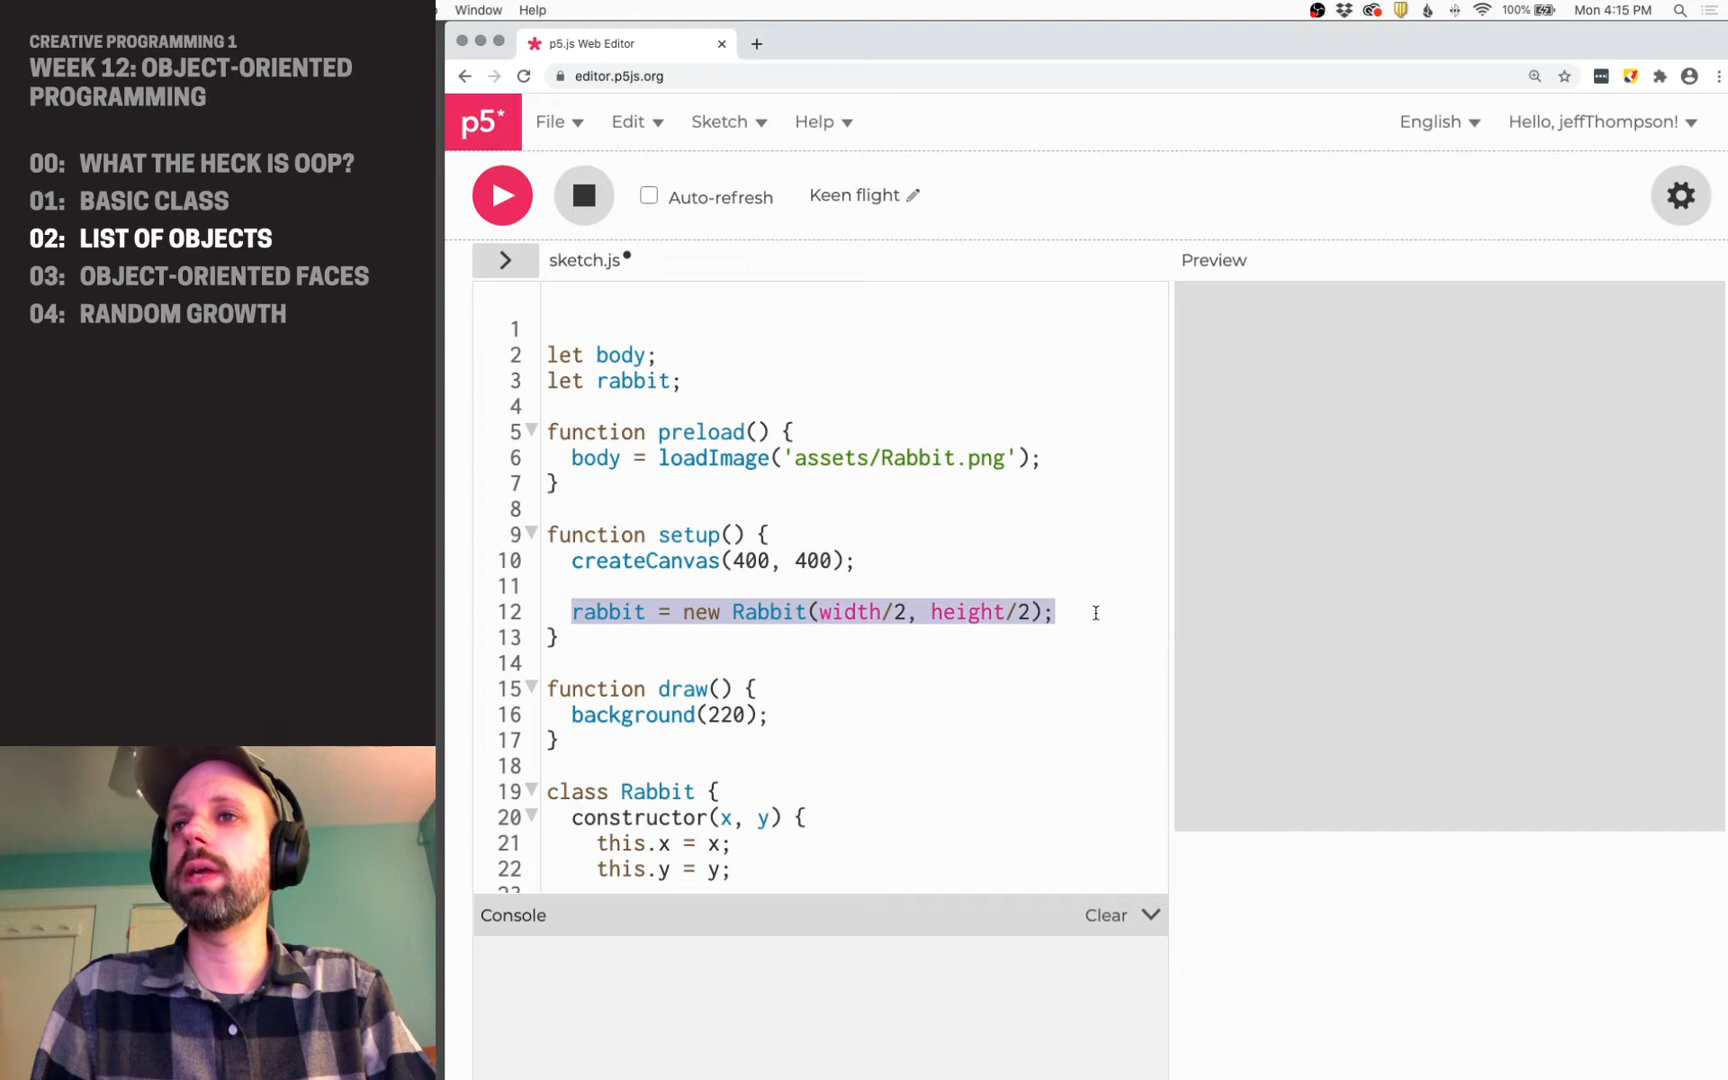 CREATIVE PROGRAMMING 1
WEEK 12: OBJECT-ORIENTED
PROGRAMMING
00: WHAT THE HECK IS OOP?
01: BASIC CLASS
02: LIST OF OBJECTS
03: OBJECT-ORIENTED FACES
04: RANDOM GROWTH
Window Help
100% Mon 4:15 PM
p5.js Web Editor
editor.p5js.org
p5* File Edit Sketch Help English Hello, jeffThompson!
Auto-refresh Keen flight
sketch.js
Preview
1
2 let body;
3 let rabbit;
4
5 function preload() {
6 body = loadImage('assets/Rabbit.png');
7 }
8
9 function setup() {
10 createCanvas(400, 400);
11
12 rabbit = new Rabbit(width/2, height/2);
13 }
14
15 function draw() {
16 background(220);
17 }
18
19 class Rabbit {
20 constructor(x, y) {
21 this.x = x;
22 this.y = y;
Console Clear